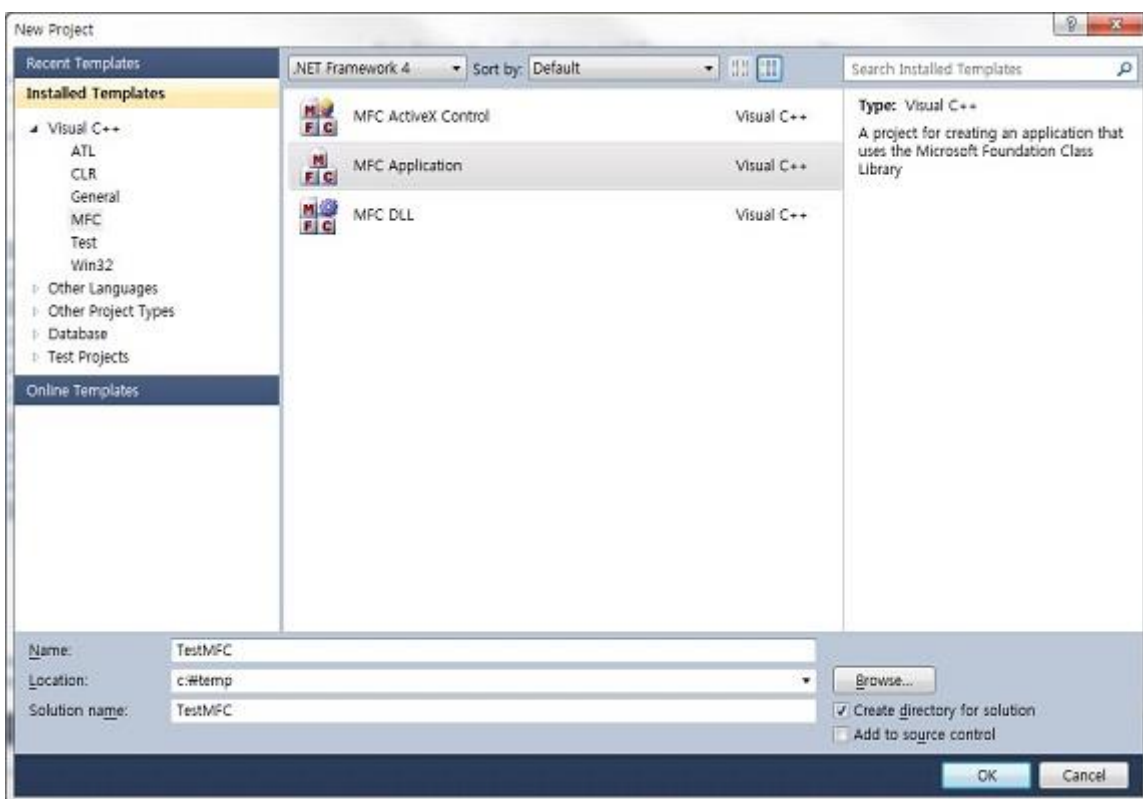 New Project
Recent Templates
Installed Templates
Visual C++
ATL
CLR
General
MFC
Test
Win32
Other Languages
Other Project Types
Database
Test Projects
Online Templates
.NET Framework 4 Sort by: Default
MFC ActiveX Control Visual C++
MFC Application Visual C++
MFC DLL Visual C++
Search Installed Templates
Type: Visual C++
A project for creating an application that
uses the Microsoft Foundation Class
Library
Name: TestMFC
Location: c:₩temp
Browse...
Solution name: TestMFC
Create directory for solution
Add to source control
OK Cancel